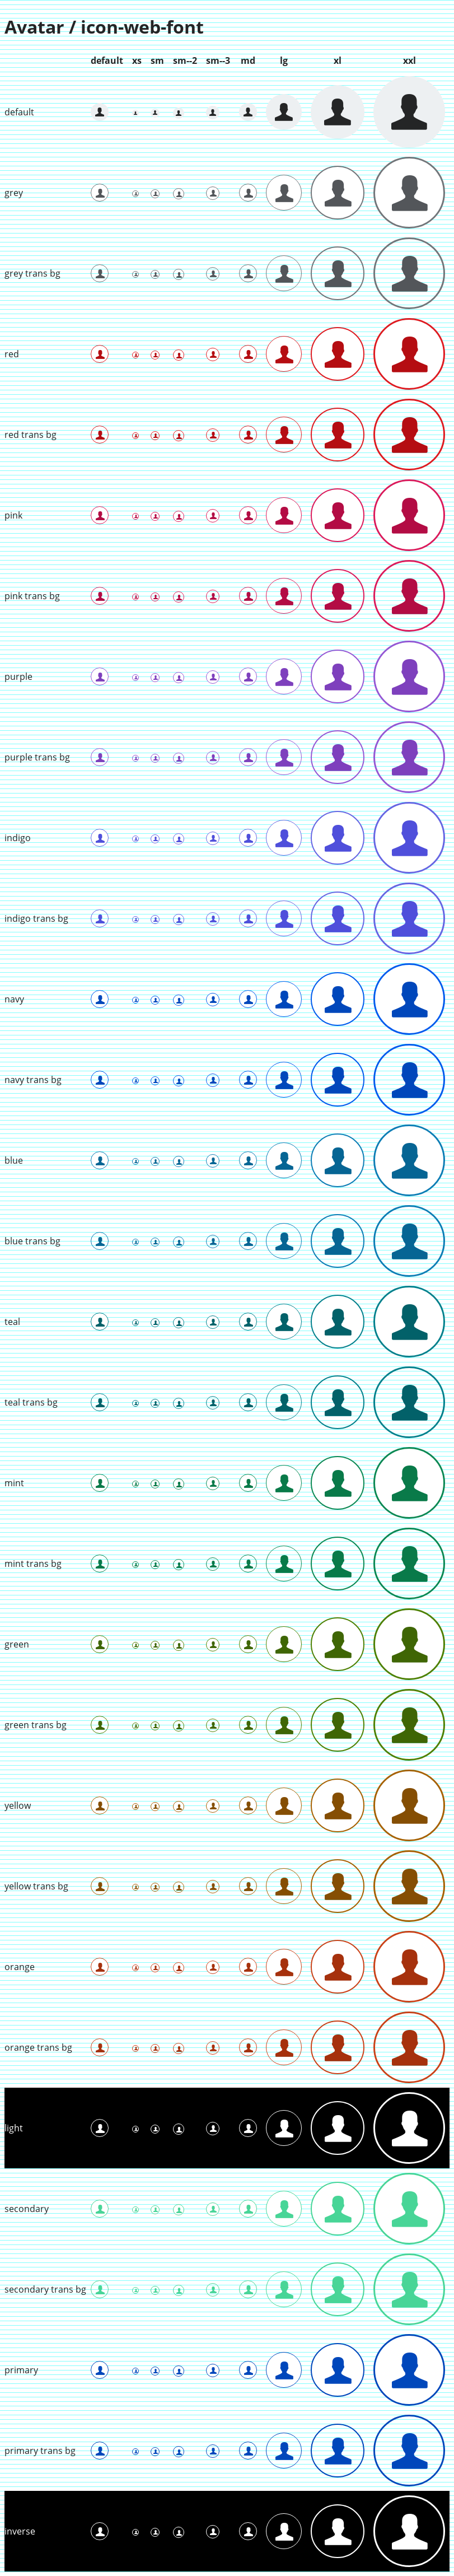 Avatar / icon-web-font
default xs sm sm--2 sm--3 md lg xl xxl
default
grey
grey trans bg
red
red trans bg
pink
pink trans bg
purple
purple trans bg
indigo
indigo trans bg
navy
navy trans bg
blue
blue trans bg
teal
teal trans bg
mint
mint trans bg
green
green trans bg
yellow
yellow trans bg
orange
orange trans bg
light
secondary
secondary trans bg
primary
primary trans bg
inverse